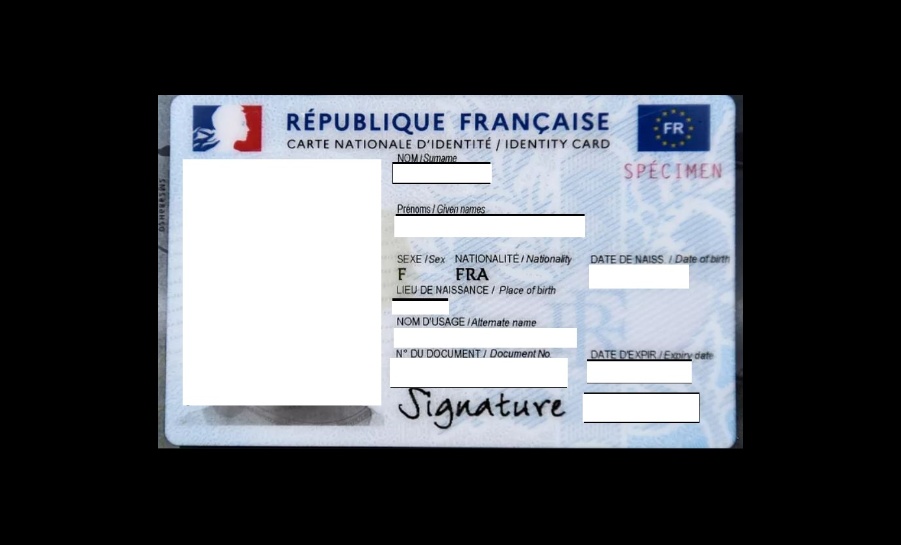 RÉPUBLIQUE FRANÇAISE
FR
CARTE NATIONALE D'IDENTITÉ / IDENTITY CARD
SPÉCIMEN
NOM / Surname
Prénoms / Given names
SEXE / Sex NATIONALITÉ / Nationality DATE DE NAISS. / Date of birth
F FRA
LIEU DE NAISSANCE / Place of birth
NOM D'USAGE / Alternate name
N° DU DOCUMENT / Document No. DATE D'EXPIR. / Expiry date
Signature